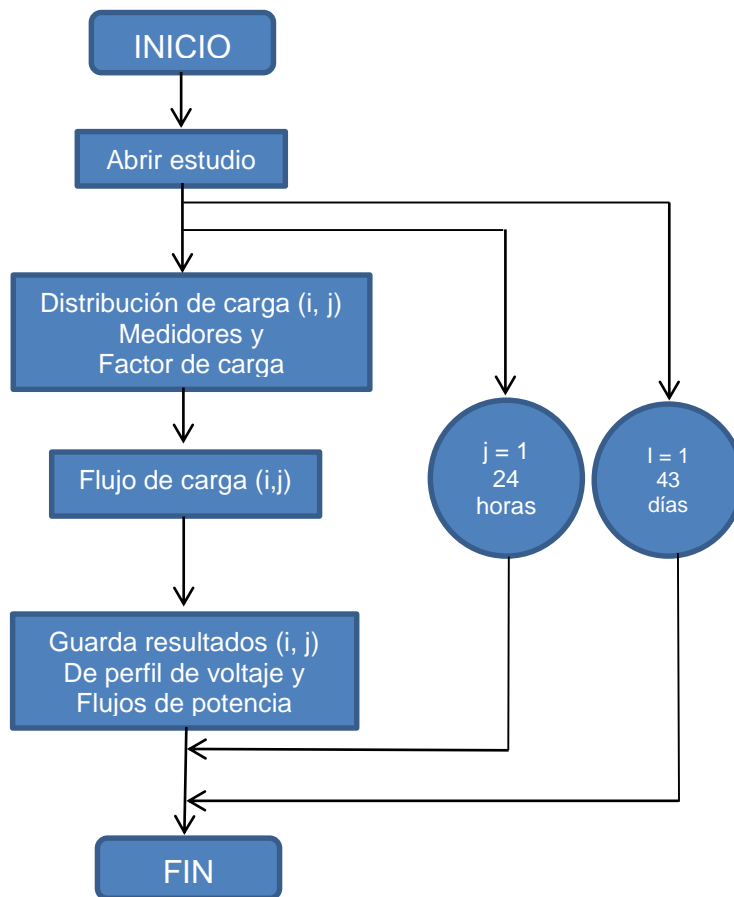 INICIO
Abrir estudio
Distribución de carga (i, j)
Medidores y
Factor de carga
Flujo de carga (i,j)
Guarda resultados (i, j)
De perfil de voltaje y
Flujos de potencia
FIN
j = 1
24
horas
I = 1
43
días